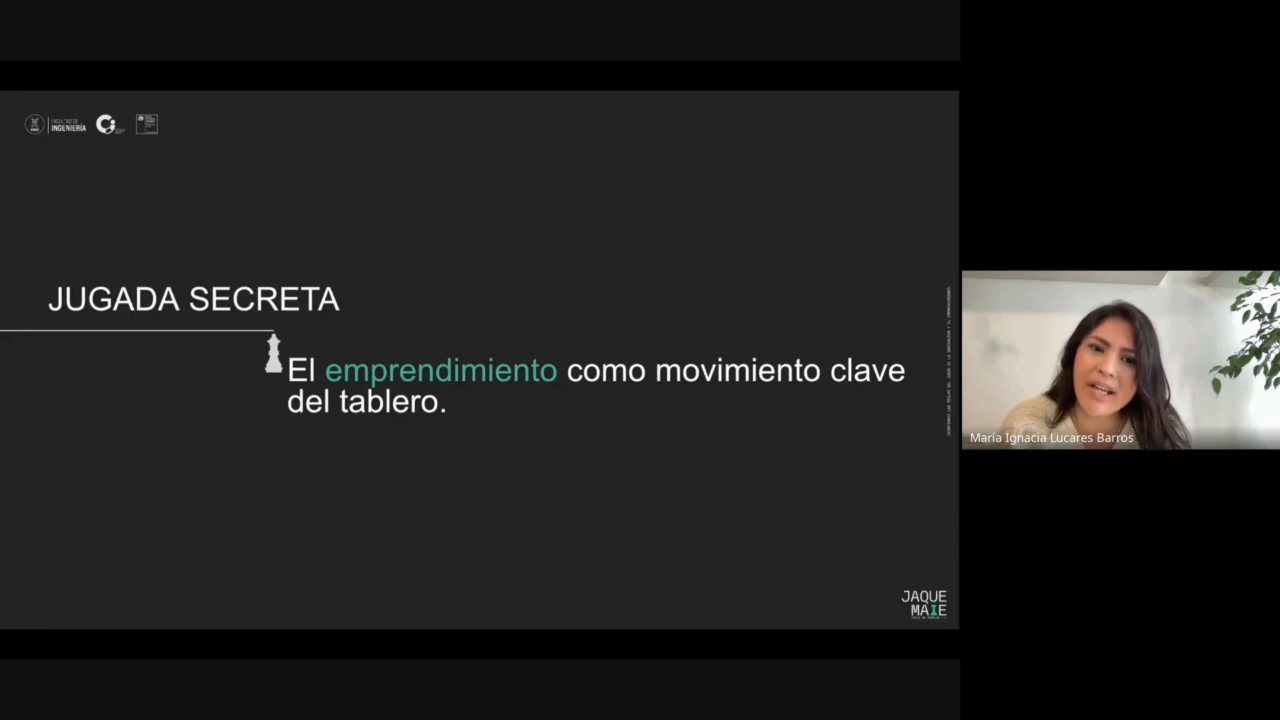 FACULTAD DE
INGENIERÍA
JUGADA SECRETA
El emprendimiento como movimiento clave
del tablero.
María Ignacia Lucares Barros
JAQUE
MATE